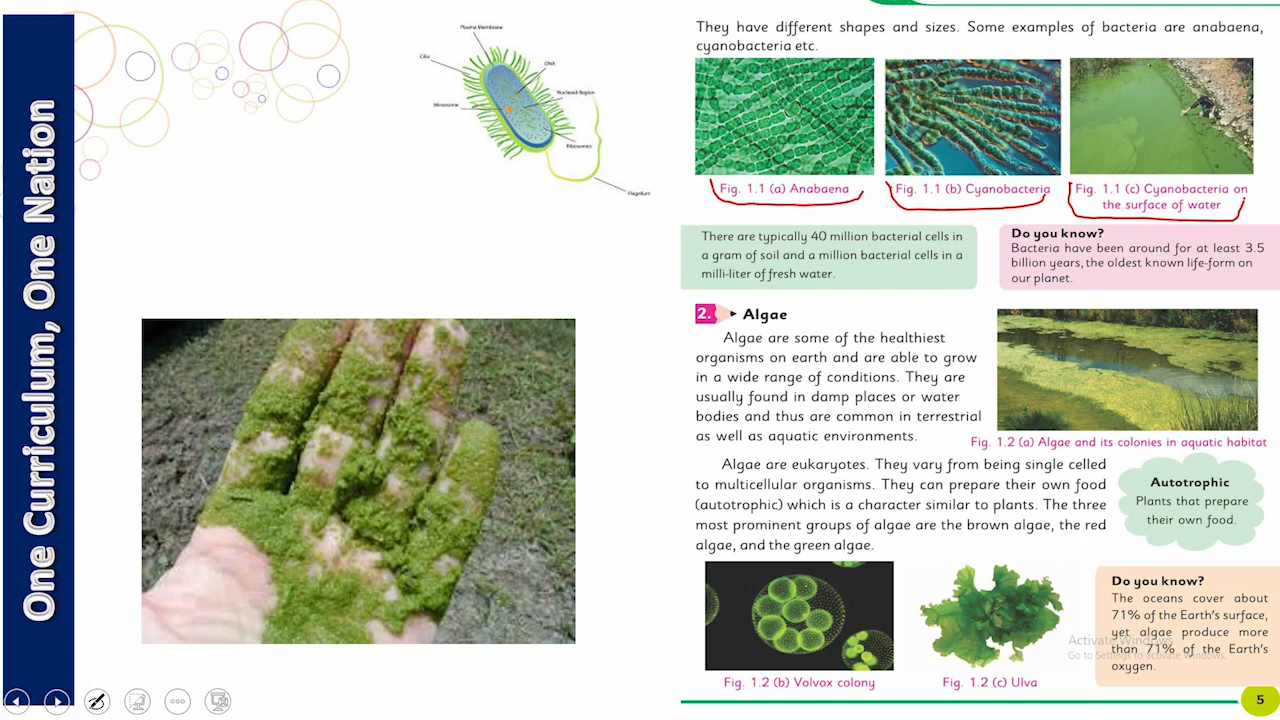 One Curriculum, One Nation
Plasma Membrane
Cilia
DNA
Nucleoid Region
Mesosome
Ribosomes
Flagellum
They have different shapes and sizes. Some examples of bacteria are anabaena,
cyanobacteria etc.
Fig. 1.1 (a) Anabaena
Fig. 1.1 (b) Cyanobacteria
Fig. 1.1 (c) Cyanobacteria on
the surface of water
There are typically 40 million bacterial cells in
a gram of soil and a million bacterial cells in a
milli-liter of fresh water.
Do you know?
Bacteria have been around for at least 3.5
billion years, the oldest known life-form on
our planet.
2. Algae
Algae are some of the healthiest
organisms on earth and are able to grow
in a wide range of conditions. They are
usually found in damp places or water
bodies and thus are common in terrestrial
as well as aquatic environments.
Fig. 1.2 (a) Algae and its colonies in aquatic habitat
Algae are eukaryotes. They vary from being single celled
to multicellular organisms. They can prepare their own food
(autotrophic) which is a character similar to plants. The three
most prominent groups of algae are the brown algae, the red
algae, and the green algae.
Autotrophic
Plants that prepare
their own food.
Fig. 1.2 (b) Volvox colony
Fig. 1.2 (c) Ulva
Do you know?
The oceans cover about
71% of the Earth's surface,
yet algae produce more
than 71% of the Earth's
oxygen.
Activate Windows
Go to Settings to activate Windows.
5